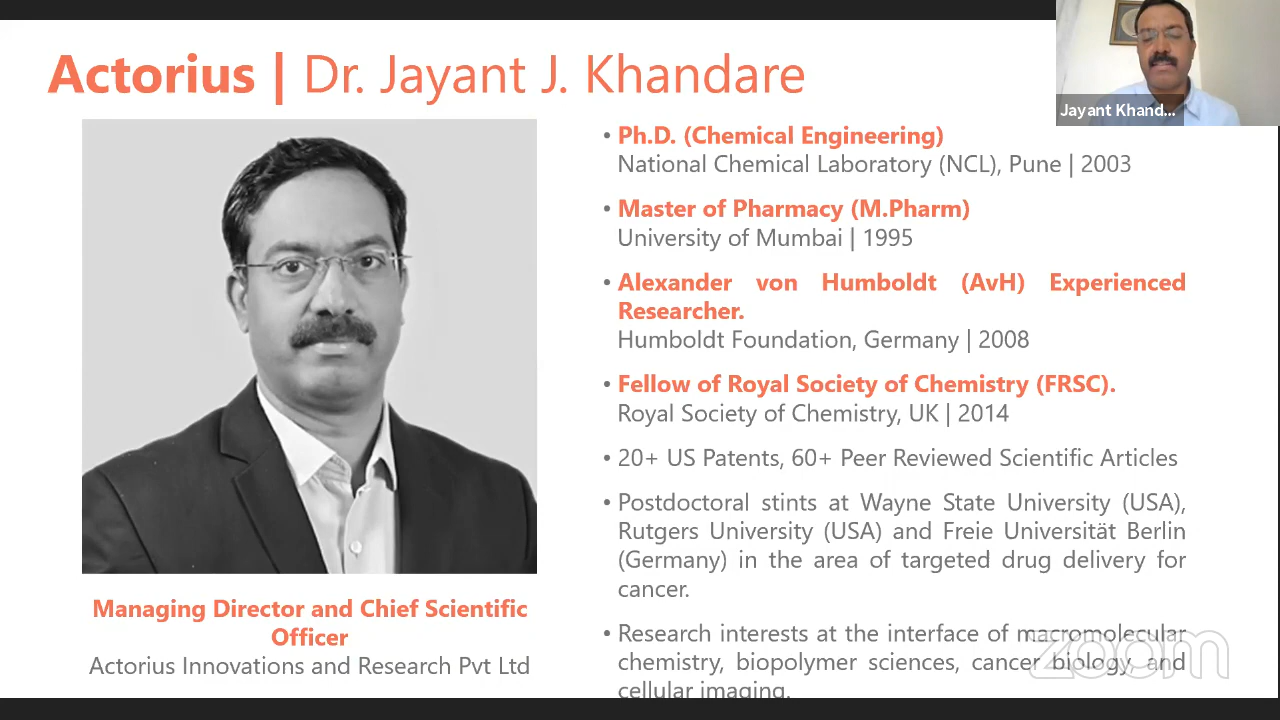 Actorius | Dr. Jayant J. Khandare
Jayant Khand...
• Ph.D. (Chemical Engineering)
National Chemical Laboratory (NCL), Pune | 2003
• Master of Pharmacy (M.Pharm)
University of Mumbai | 1995
• Alexander von Humboldt (AvH) Experienced
Researcher.
Humboldt Foundation, Germany | 2008
• Fellow of Royal Society of Chemistry (FRSC).
Royal Society of Chemistry, UK | 2014
• 20+ US Patents, 60+ Peer Reviewed Scientific Articles
• Postdoctoral stints at Wayne State University (USA),
Rutgers University (USA) and Freie Universität Berlin
(Germany) in the area of targeted drug delivery for
cancer.
• Research interests at the interface of macromolecular
chemistry, biopolymer sciences, cancer biology, and
cellular imaging.
Managing Director and Chief Scientific
Officer
Actorius Innovations and Research Pvt Ltd
zoom